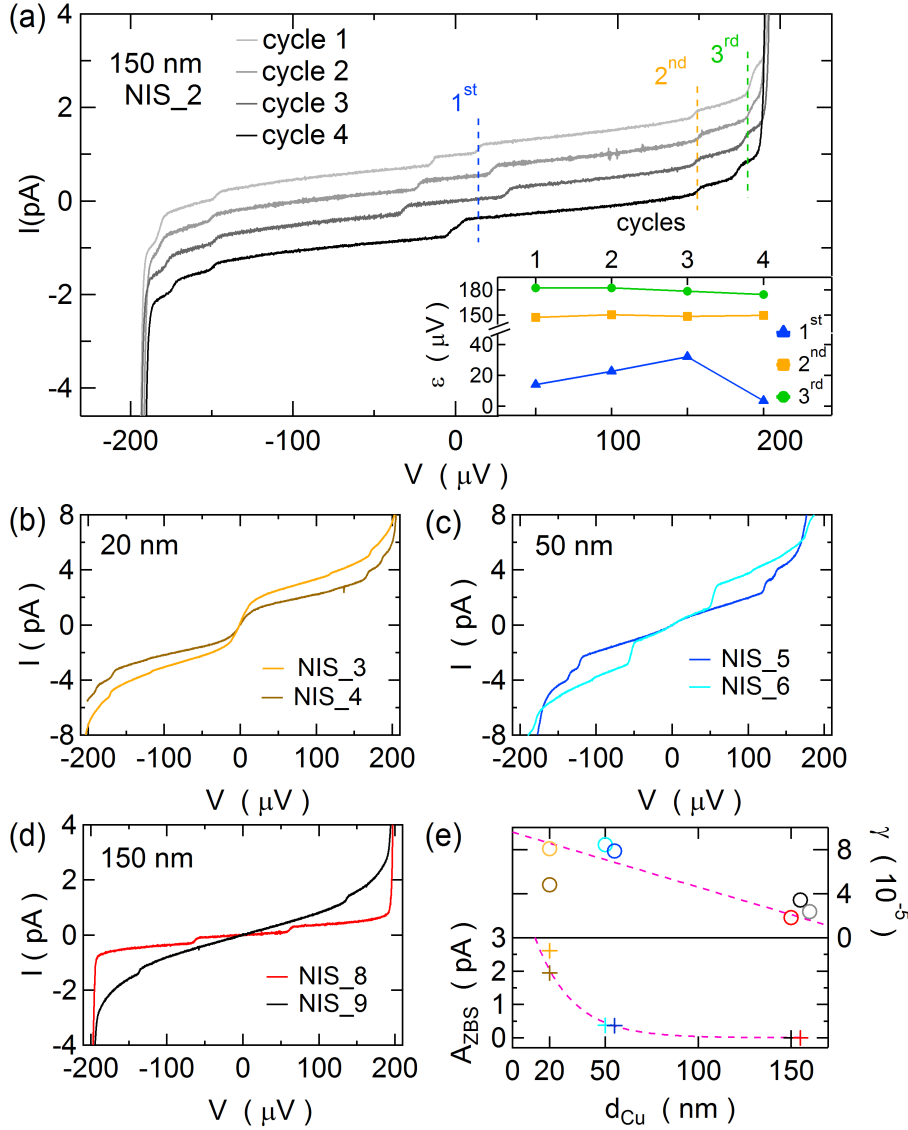 (a)
150 nm
NIS_2
cycle 1
cycle 2
cycle 3
cycle 4
1st
2nd
3rd
I(pA)
4
2
0
-2
-4
-200
-100
0
100
200
V ( μV)
cycles
1
2
3
4
ε ( μV)
180
150
40
20
0
1st
2nd
3rd
(b)
20 nm
I ( pA)
8
4
0
-4
-8
NIS_3
NIS_4
-200
-100
0
100
200
V ( μV)
(c)
50 nm
I ( pA)
8
4
0
-4
-8
NIS_5
NIS_6
-200
-100
0
100
200
V ( μV)
(d)
150 nm
I ( pA)
4
2
0
-2
-4
NIS_8
NIS_9
-200
-100
0
100
200
V ( μV)
(e)
γ (10-5)
8
4
0
AZBS (pA)
3
2
1
0
0
20
50
100
150
dCu ( nm)